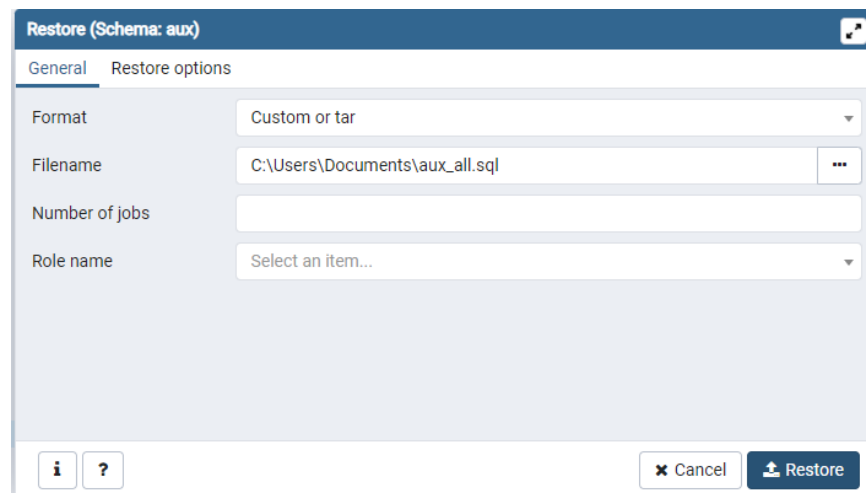 Restore (Schema: aux)
General Restore options
Format Custom or tar
Filename C:\Users\Documents\aux_all.sql
Number of jobs
Role name Select an item...
i ? Cancel Restore